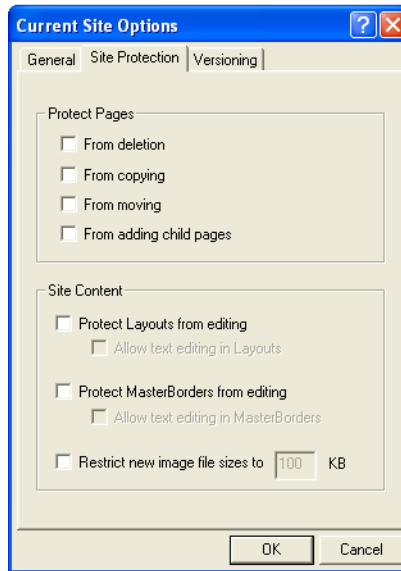 Current Site Options
General Site Protection Versioning
Protect Pages
From deletion
From copying
From moving
From adding child pages
Site Content
Protect Layouts from editing
Allow text editing in Layouts
Protect MasterBorders from editing
Allow text editing in MasterBorders
Restrict new image file sizes to 100 KB
OK Cancel